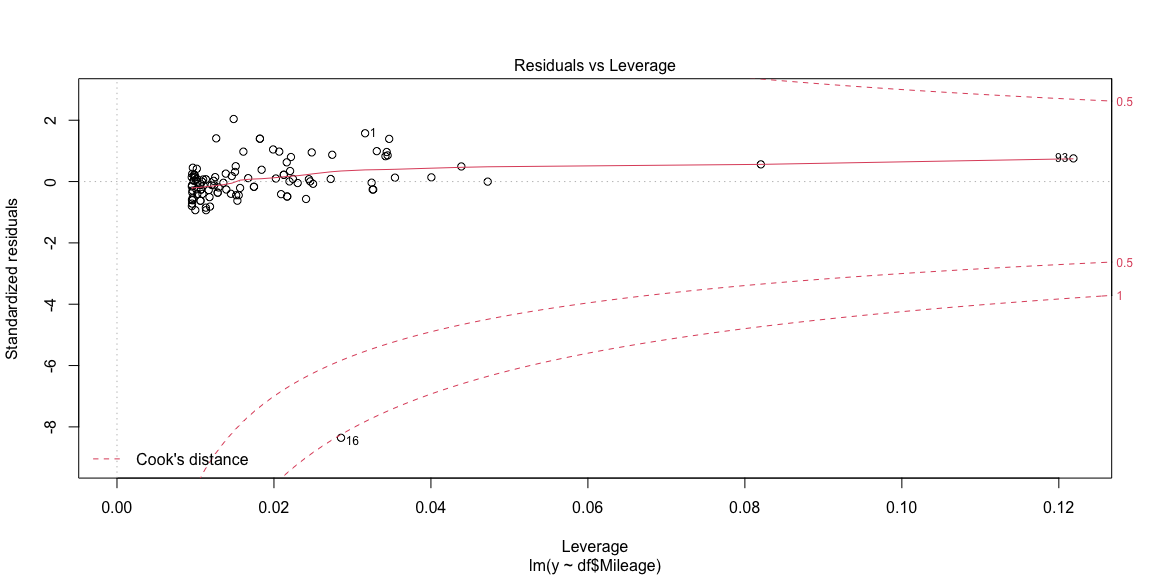 Residuals vs Leverage
Standardized residuals
2
0
-2
-4
-6
-8
0.5
0.5
1
1
93
16
Cook's distance
0.00 0.02 0.04 0.06 0.08 0.10 0.12
Leverage
lm(y ~ df$Mileage)